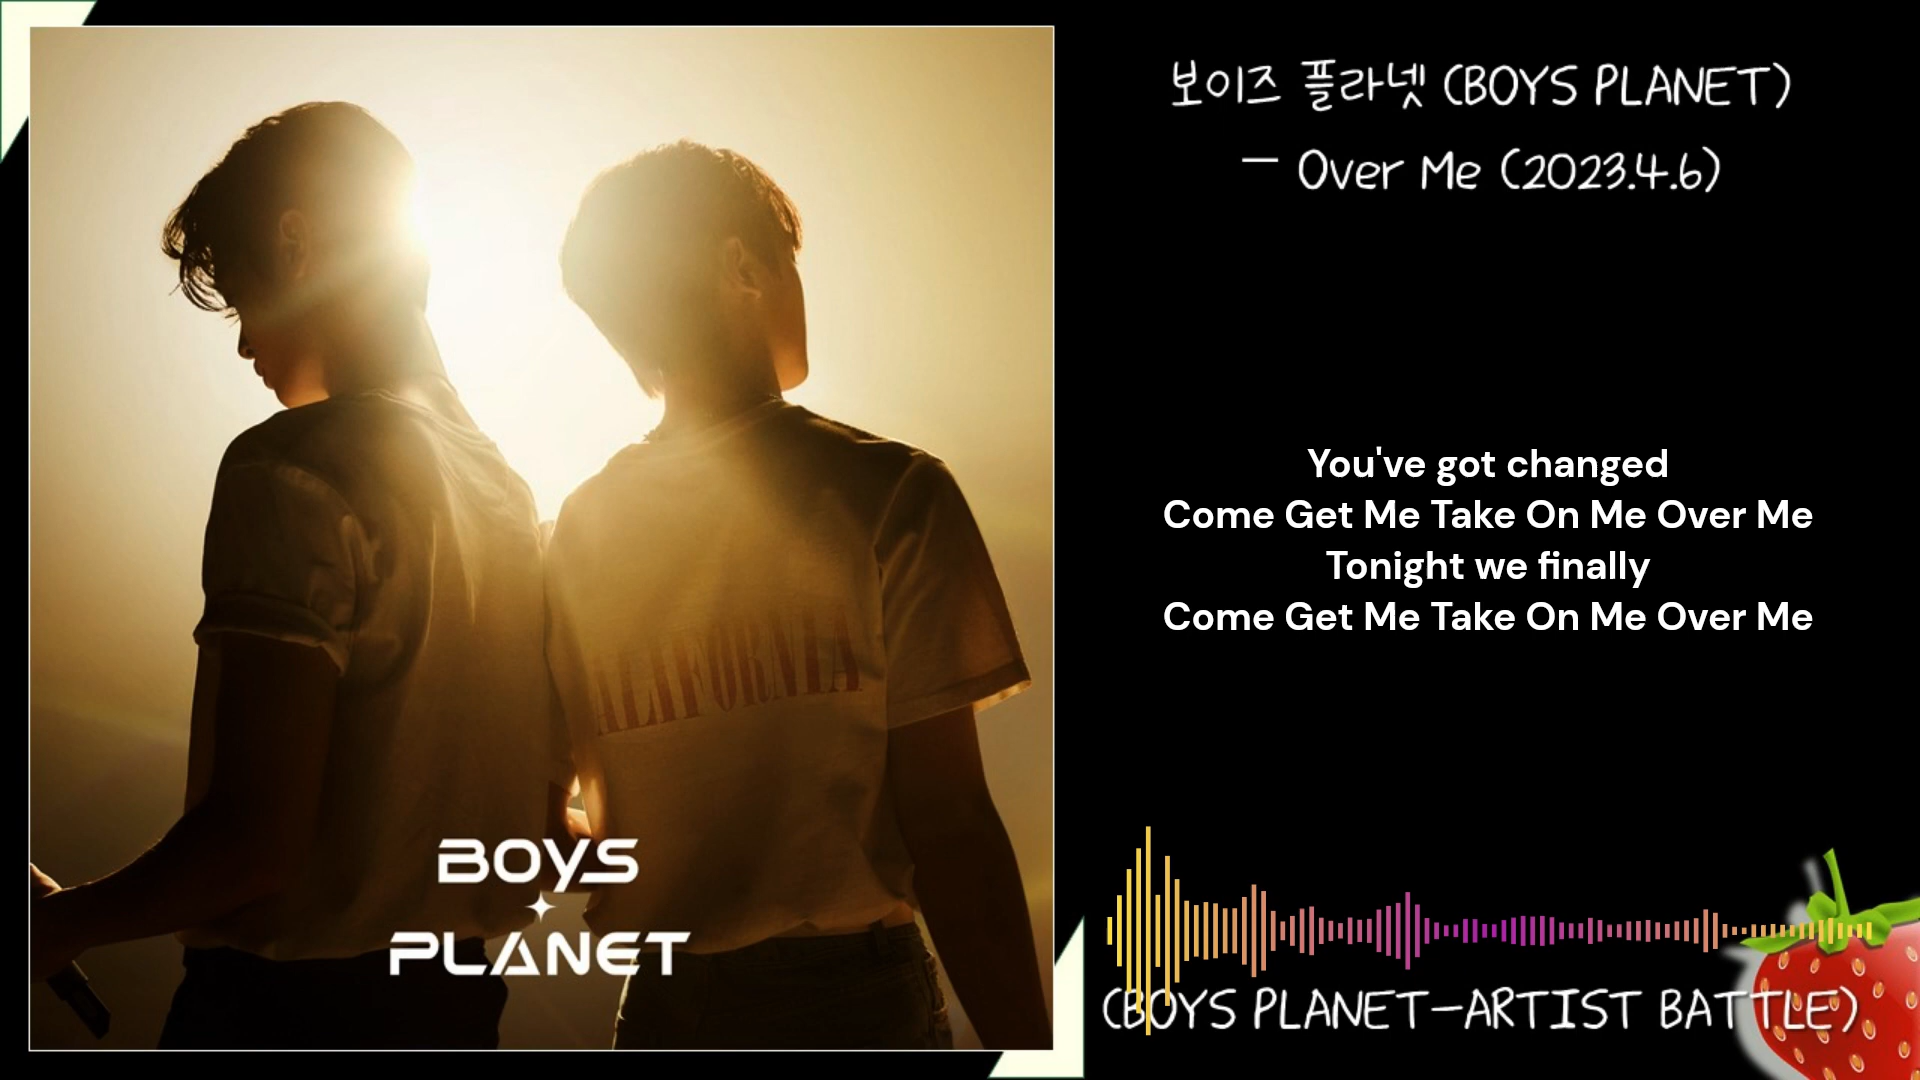 보이즈 플라넷 (BOYS PLANET)
- Over Me (2023.4.6)
You've got changed
Come Get Me Take On Me Over Me
Tonight we finally
Come Get Me Take On Me Over Me
ALIFORNIA
BOYS
PLANET
(BOYS PLANET-ARTIST BATTLE)